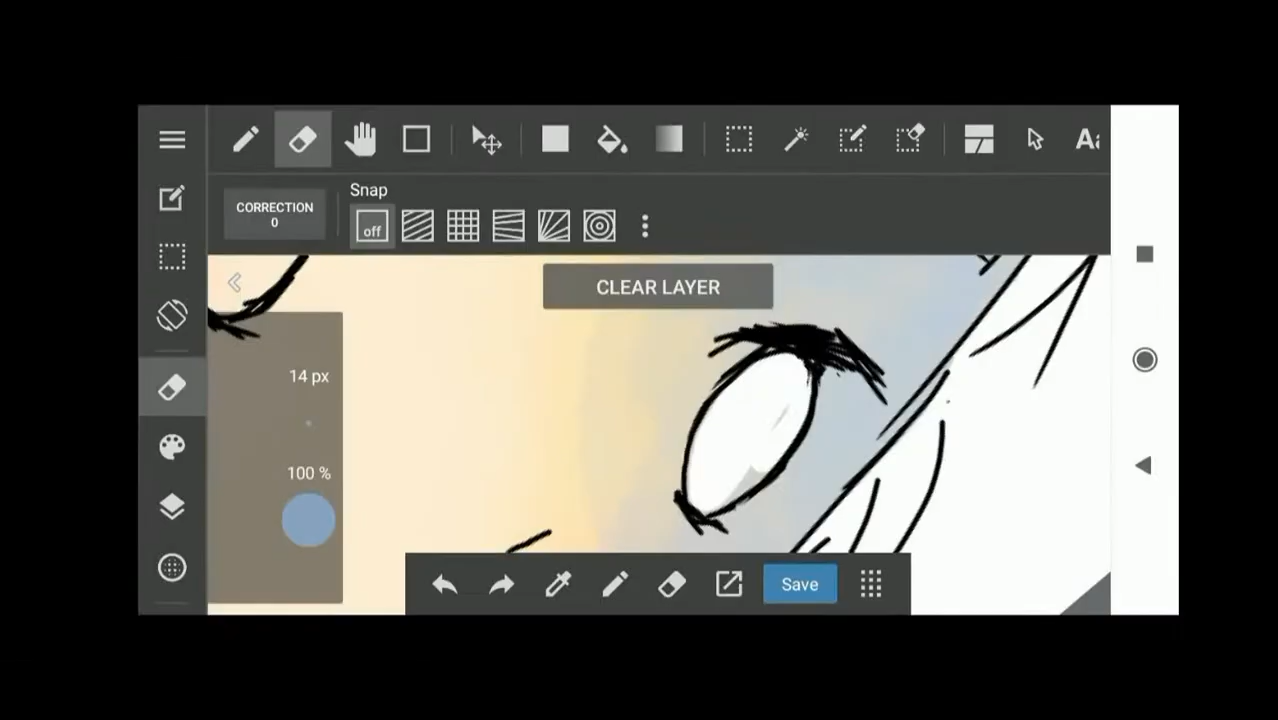 A
CORRECTION
0
Snap
off
CLEAR LAYER
14 px
100 %
Save